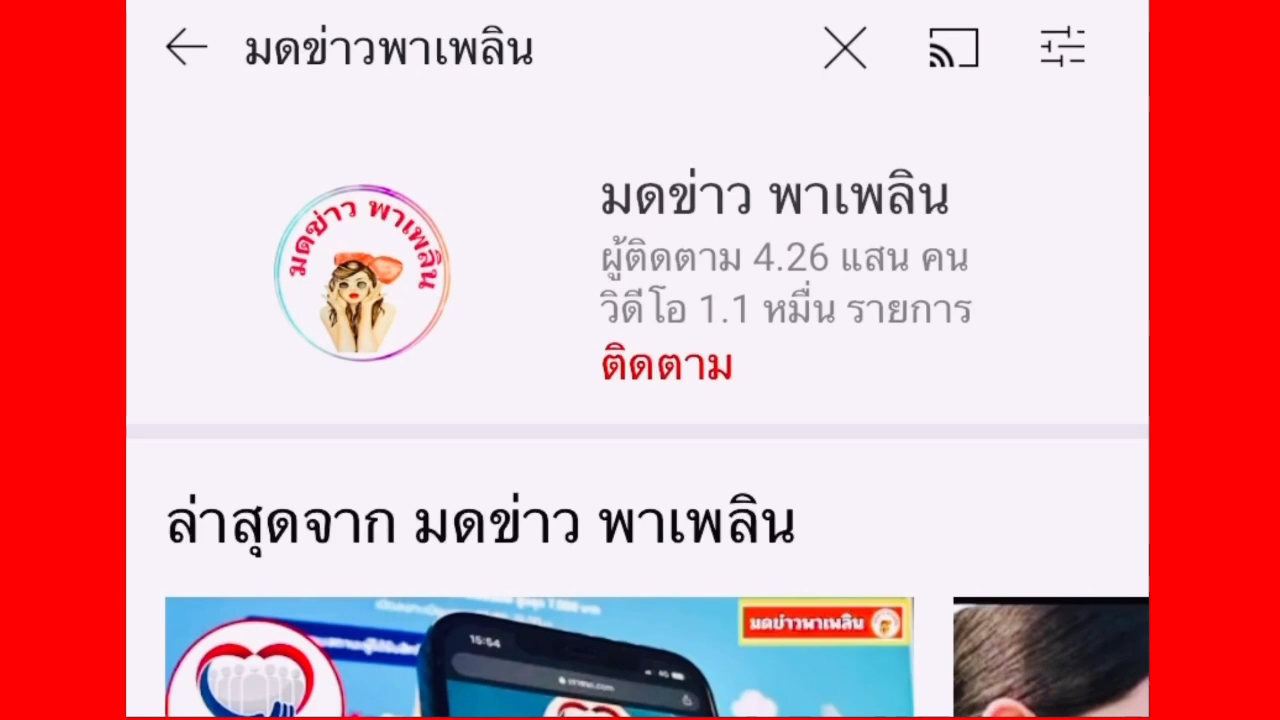 มดข่าวพาเพลิน
มดข่าว พาเพลิน
มดข่าว พาเพลิน
ผู้ติดตาม 4.26 แสน คน
วิดีโอ 1.1 หมื่น รายการ
ติดตาม
ล่าสุดจาก มดข่าว พาเพลิน
มดข่าวพาเพลิน
15:54
4G